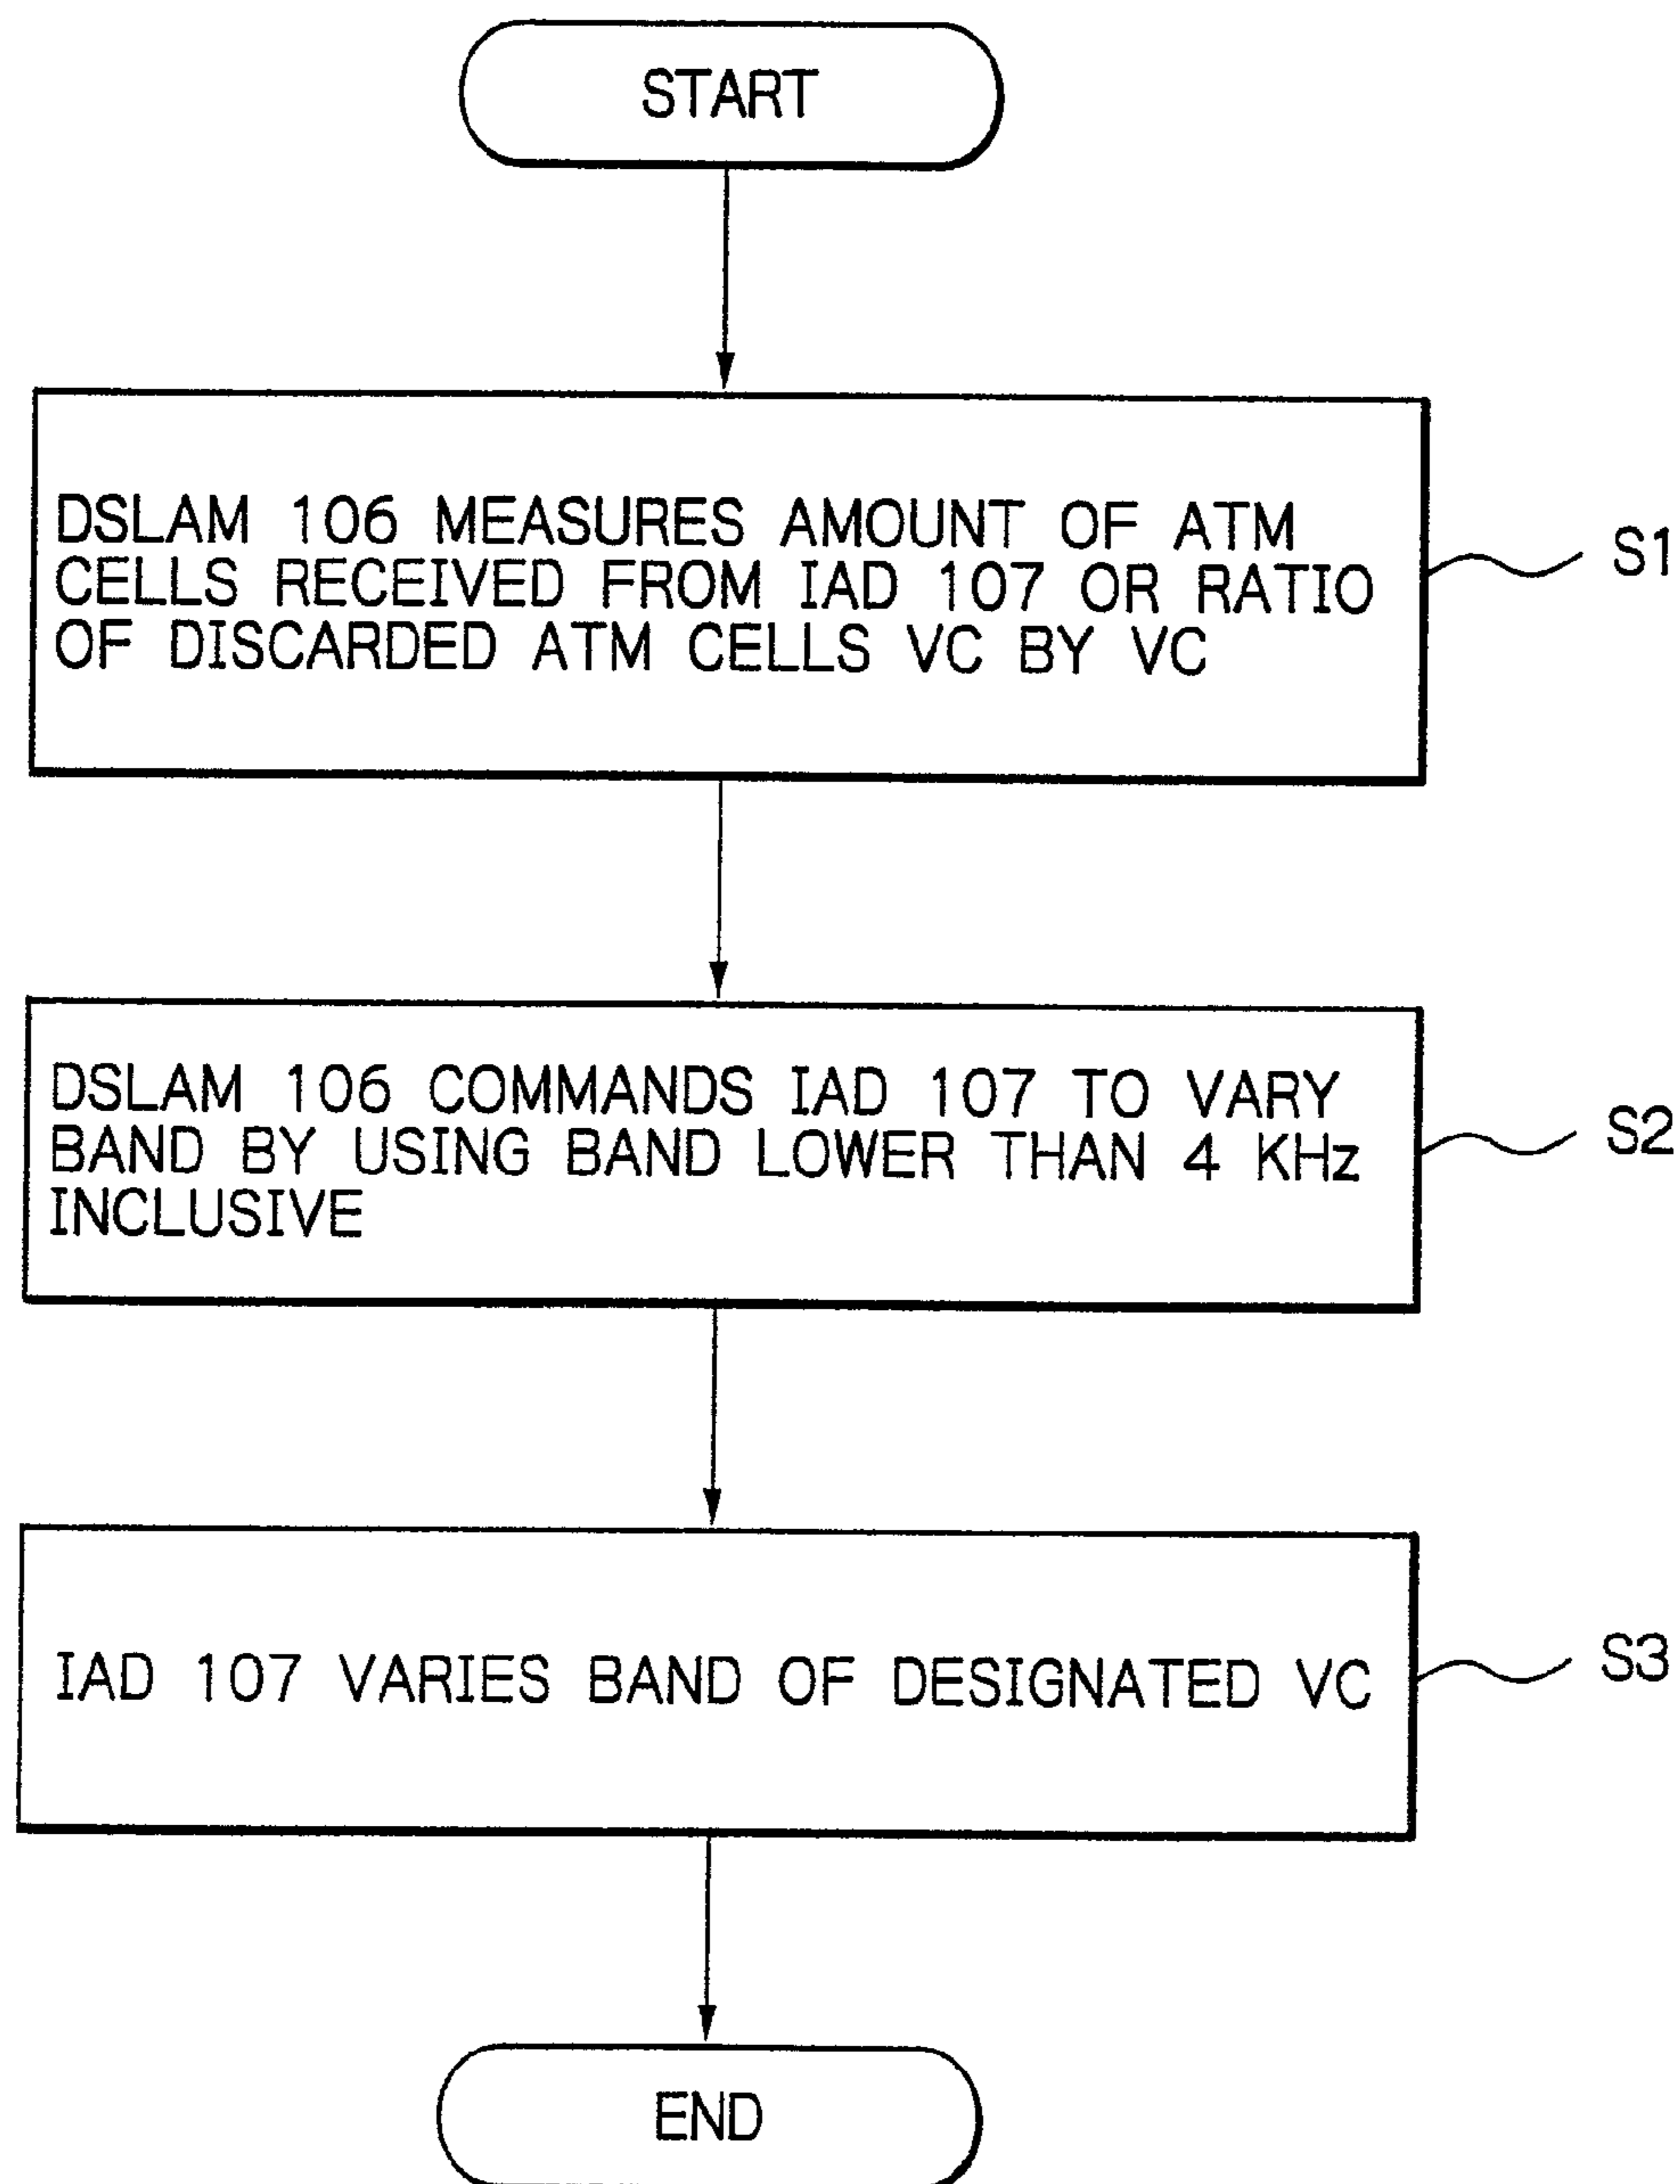 START
DSLAM 106 MEASURES AMOUNT OF ATM
CELLS RECEIVED FROM IAD 107 OR RATIO
OF DISCARDED ATM CELLS VC BY VC
S1
DSLAM 106 COMMANDS IAD 107 TO VARY
BAND BY USING BAND LOWER THAN 4 KHz
INCLUSIVE
S2
IAD 107 VARIES BAND OF DESIGNATED VC
S3
END